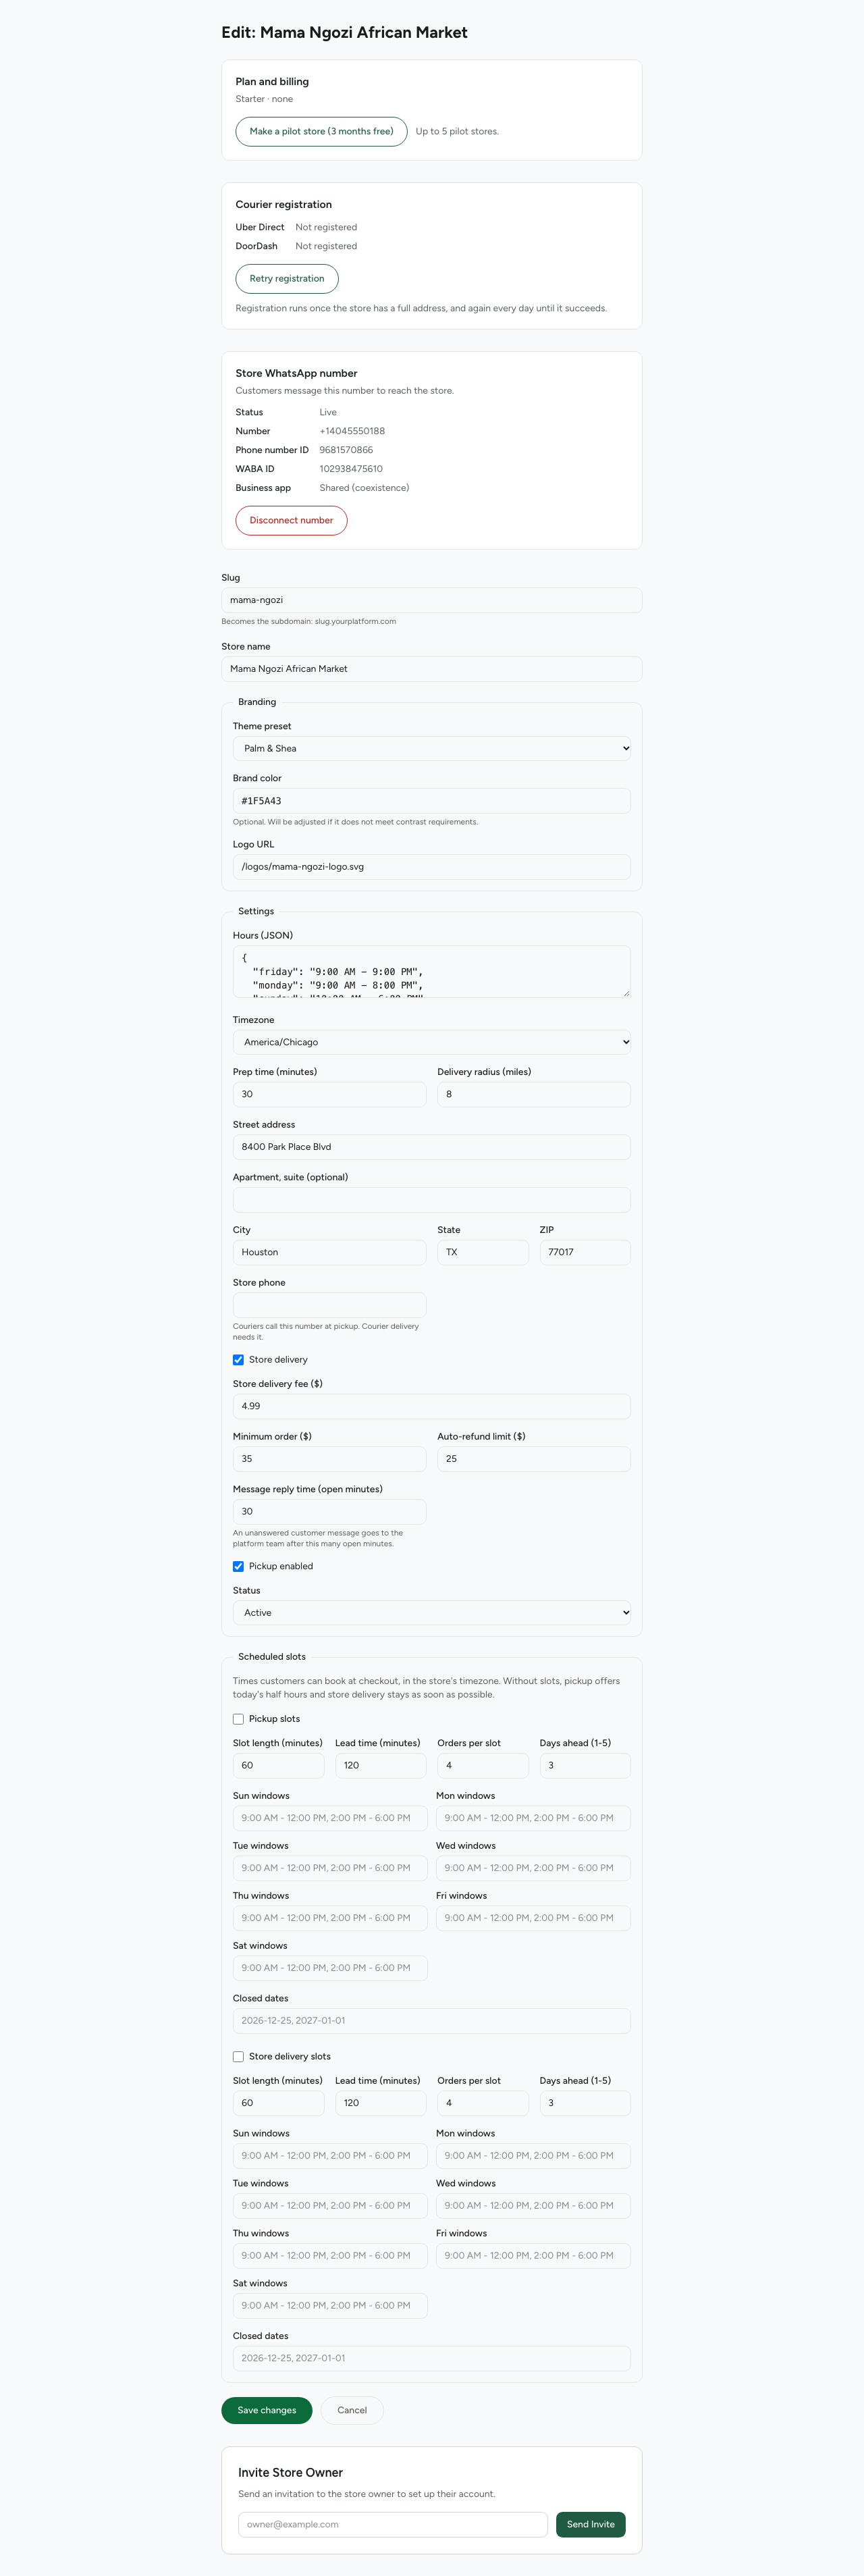 Edit: Mama Ngozi African Market
Plan and billing
Starter · none
Make a pilot store (3 months free)
Up to 5 pilot stores.
Courier registration
Uber Direct Not registered
DoorDash Not registered
Retry registration
Registration runs once the store has a full address, and again every day until it succeeds.
Store WhatsApp number
Customers message this number to reach the store.
Status Live
Number +14045550188
Phone number ID 9681570866
WABA ID 102938475610
Business app Shared (coexistence)
Disconnect number
Slug
mama-ngozi
Becomes the subdomain: slug.yourplatform.com
Store name
Mama Ngozi African Market
Branding
Theme preset
Palm & Shea
Brand color
#1F5A43
Optional. Will be adjusted if it does not meet contrast requirements.
Logo URL
/logos/mama-ngozi-logo.svg
Settings
Hours (JSON)
{
"friday": "9:00 AM – 9:00 PM",
"monday": "9:00 AM – 8:00 PM",
Timezone
America/Chicago
Prep time (minutes) Delivery radius (miles)
30 8
Street address
8400 Park Place Blvd
Apartment, suite (optional)
City State ZIP
Houston TX 77017
Store phone
Couriers call this number at pickup. Courier delivery
needs it.
Store delivery
Store delivery fee ($)
4.99
Minimum order ($) Auto-refund limit ($)
35 25
Message reply time (open minutes)
30
An unanswered customer message goes to the
platform team after this many open minutes.
Pickup enabled
Status
Active
Scheduled slots
Times customers can book at checkout, in the store's timezone. Without slots, pickup offers
today's half hours and store delivery stays as soon as possible.
Pickup slots
Slot length (minutes) Lead time (minutes) Orders per slot Days ahead (1-5)
60 120 4 3
Sun windows Mon windows
9:00 AM - 12:00 PM, 2:00 PM - 6:00 PM 9:00 AM - 12:00 PM, 2:00 PM - 6:00 PM
Tue windows Wed windows
9:00 AM - 12:00 PM, 2:00 PM - 6:00 PM 9:00 AM - 12:00 PM, 2:00 PM - 6:00 PM
Thu windows Fri windows
9:00 AM - 12:00 PM, 2:00 PM - 6:00 PM 9:00 AM - 12:00 PM, 2:00 PM - 6:00 PM
Sat windows
9:00 AM - 12:00 PM, 2:00 PM - 6:00 PM
Closed dates
2026-12-25, 2027-01-01
Store delivery slots
Slot length (minutes) Lead time (minutes) Orders per slot Days ahead (1-5)
60 120 4 3
Sun windows Mon windows
9:00 AM - 12:00 PM, 2:00 PM - 6:00 PM 9:00 AM - 12:00 PM, 2:00 PM - 6:00 PM
Tue windows Wed windows
9:00 AM - 12:00 PM, 2:00 PM - 6:00 PM 9:00 AM - 12:00 PM, 2:00 PM - 6:00 PM
Thu windows Fri windows
9:00 AM - 12:00 PM, 2:00 PM - 6:00 PM 9:00 AM - 12:00 PM, 2:00 PM - 6:00 PM
Sat windows
9:00 AM - 12:00 PM, 2:00 PM - 6:00 PM
Closed dates
2026-12-25, 2027-01-01
Save changes Cancel
Invite Store Owner
Send an invitation to the store owner to set up their account.
owner@example.com Send Invite